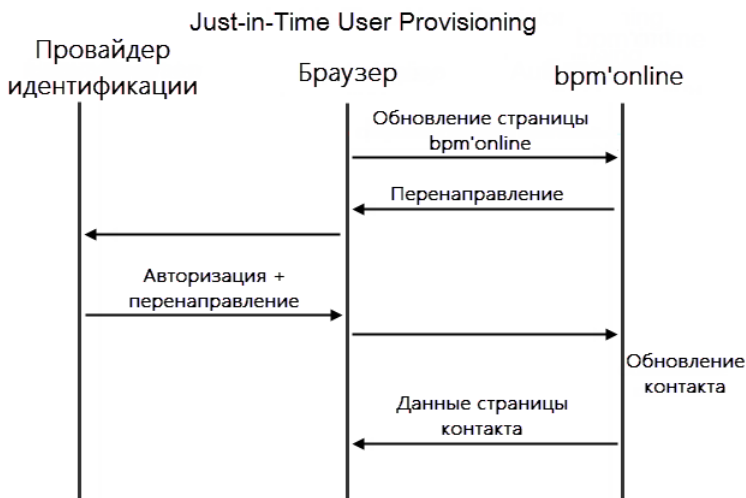 Just-in-Time User Provisioning
Провайдер
идентификации
Браузер
bpm'online
Обновление страницы
bpm'online
Перенаправление
Авторизация +
перенаправление
Обновление
контакта
Данные страницы
контакта